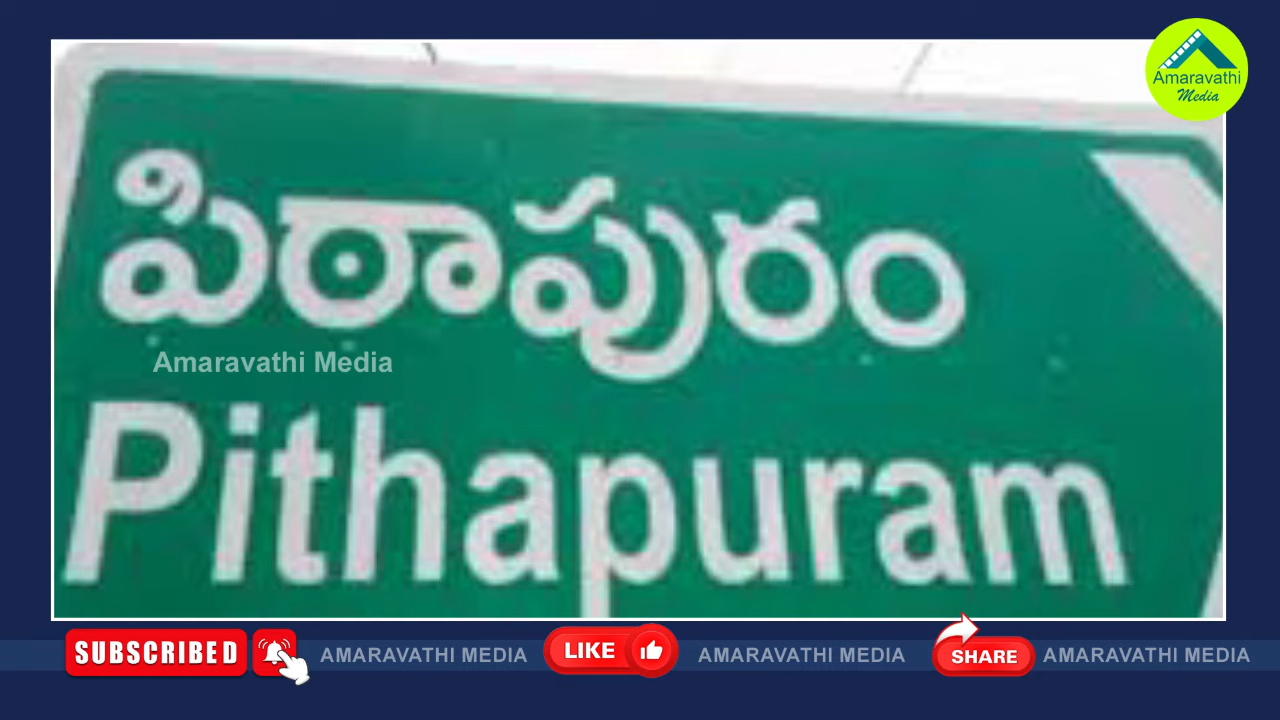 Amaravathi
Media
పిఠాపురం
Amaravathi Media
Pithapuram
SUBSCRIBED AMARAVATHI MEDIA LIKE AMARAVATHI MEDIA SHARE AMARAVATHI MEDIA